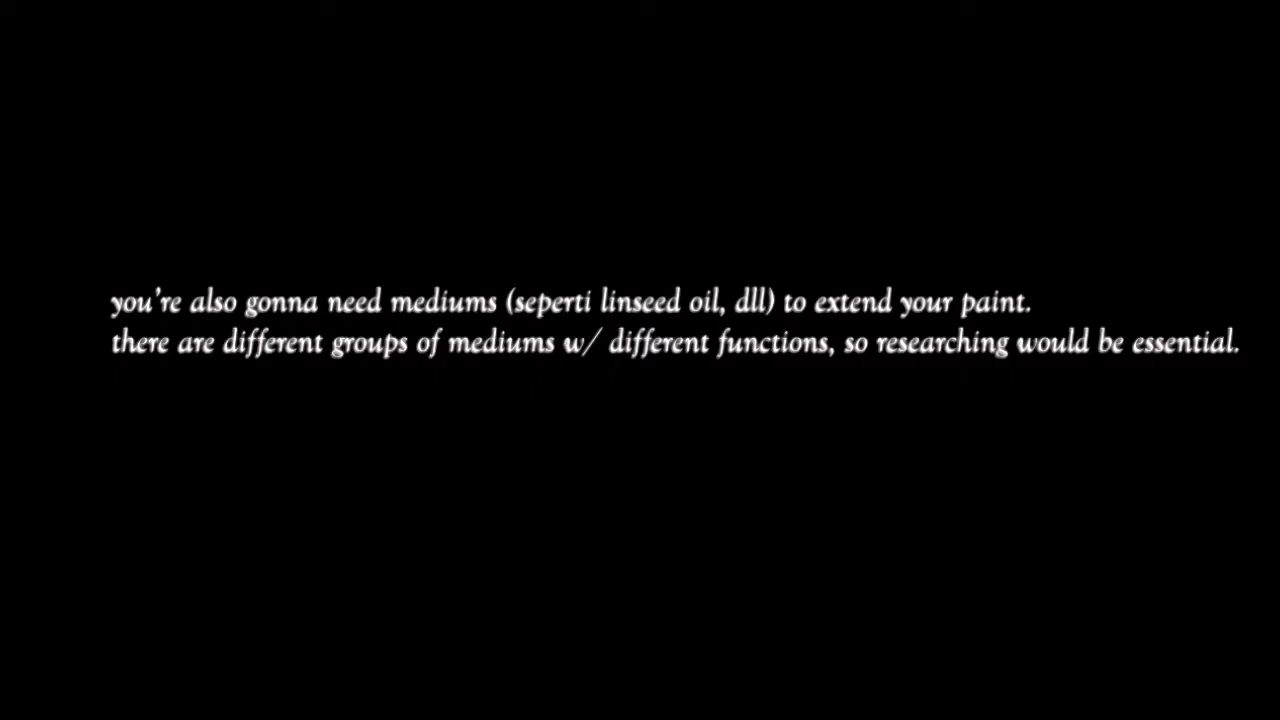 you're also gonna need mediums (seperti linseed oil, dll) to extend your paint.
there are different groups of mediums w/ different functions, so researching would be essential.